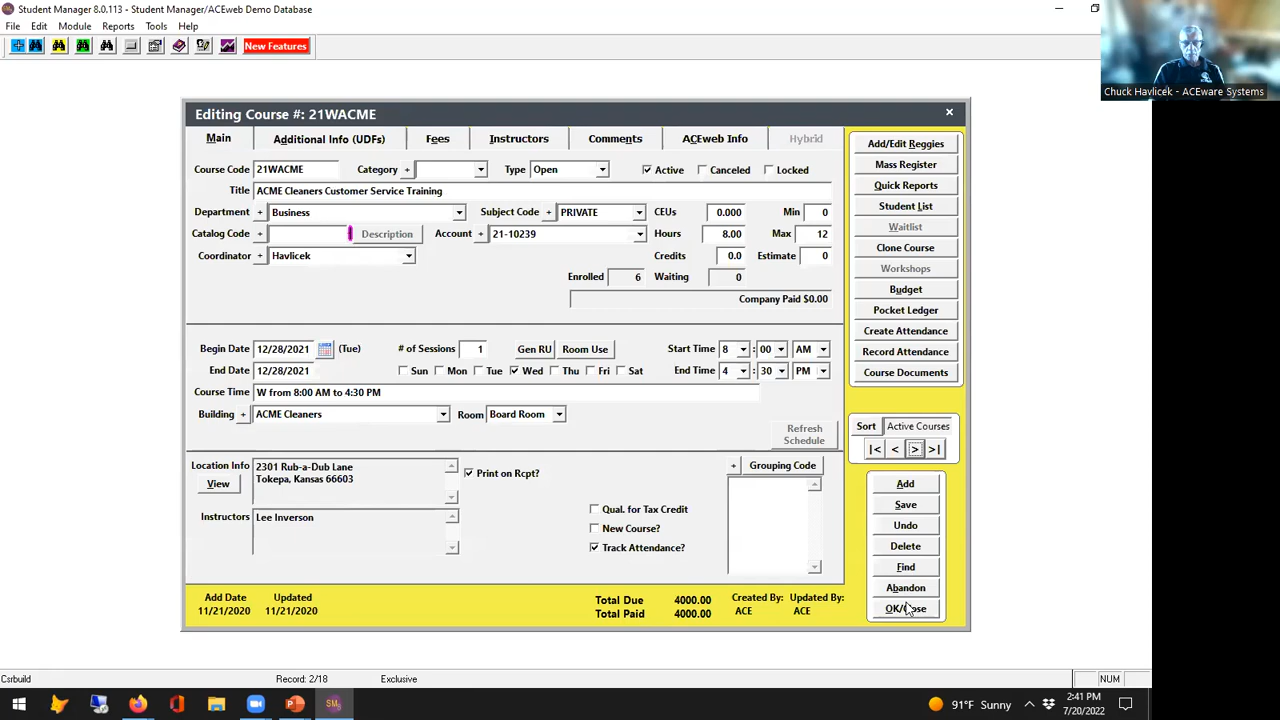 Student Manager 8.0.113 - Student Manager/ACEweb Demo Database
File Edit Module Reports Tools Help
New Features
Chuck Havlicek - ACEware Systems
Editing Course #: 21WACME
Main Additional Info (UDFs) Fees Instructors Comments ACEweb Info Hybrid
Course Code 21WACME Category + Type Open Active Canceled Locked
Title ACME Cleaners Customer Service Training
Department + Business Subject Code + PRIVATE CEUs 0.000 Min 0
Catalog Code + Description Account + 21-10239 Hours 8.00 Max 12
Coordinator + Havlicek Credits 0.0 Estimate 0
Enrolled 6 Waiting 0
Company Paid $0.00
Begin Date 12/28/2021 (Tue) # of Sessions 1 Gen RU Room Use Start Time 8 : 00 AM
End Date 12/28/2021 Sun Mon Tue Wed Thu Fri Sat End Time 4 : 30 PM
Course Time W from 8:00 AM to 4:30 PM
Building + ACME Cleaners Room Board Room
Refresh
Schedule
Location Info 2301 Rub-a-Dub Lane Print on Rcpt? + Grouping Code
View Tokepa, Kansas 66603
Instructors Lee Inverson
Qual. for Tax Credit
New Course?
Track Attendance?
Add Date Updated Total Due 4000.00 Created By: Updated By:
11/21/2020 11/21/2020 Total Paid 4000.00 ACE ACE
Add/Edit Reggies
Mass Register
Quick Reports
Student List
Waitlist
Clone Course
Workshops
Budget
Pocket Ledger
Create Attendance
Record Attendance
Course Documents
Sort Active Courses
|< < > >|
Add
Save
Undo
Delete
Find
Abandon
OK/Close
Csrbuild Record: 2/18 Exclusive NUM
91°F Sunny
2:41 PM
7/20/2022